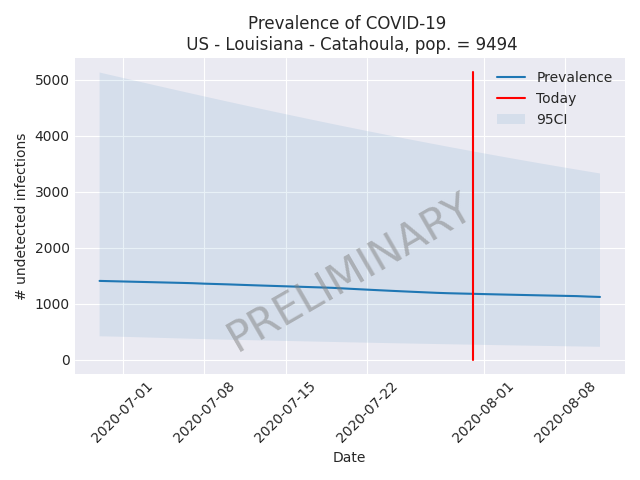 Prevalence of COVID-19
US - Louisiana - Catahoula, pop. = 9494
# undetected infections
5000
4000
3000
2000
1000
0
Prevalence
Today
95CI
PRELIMINARY
2020-07-01
2020-07-08
2020-07-15
2020-07-22
2020-08-01
2020-08-08
Date